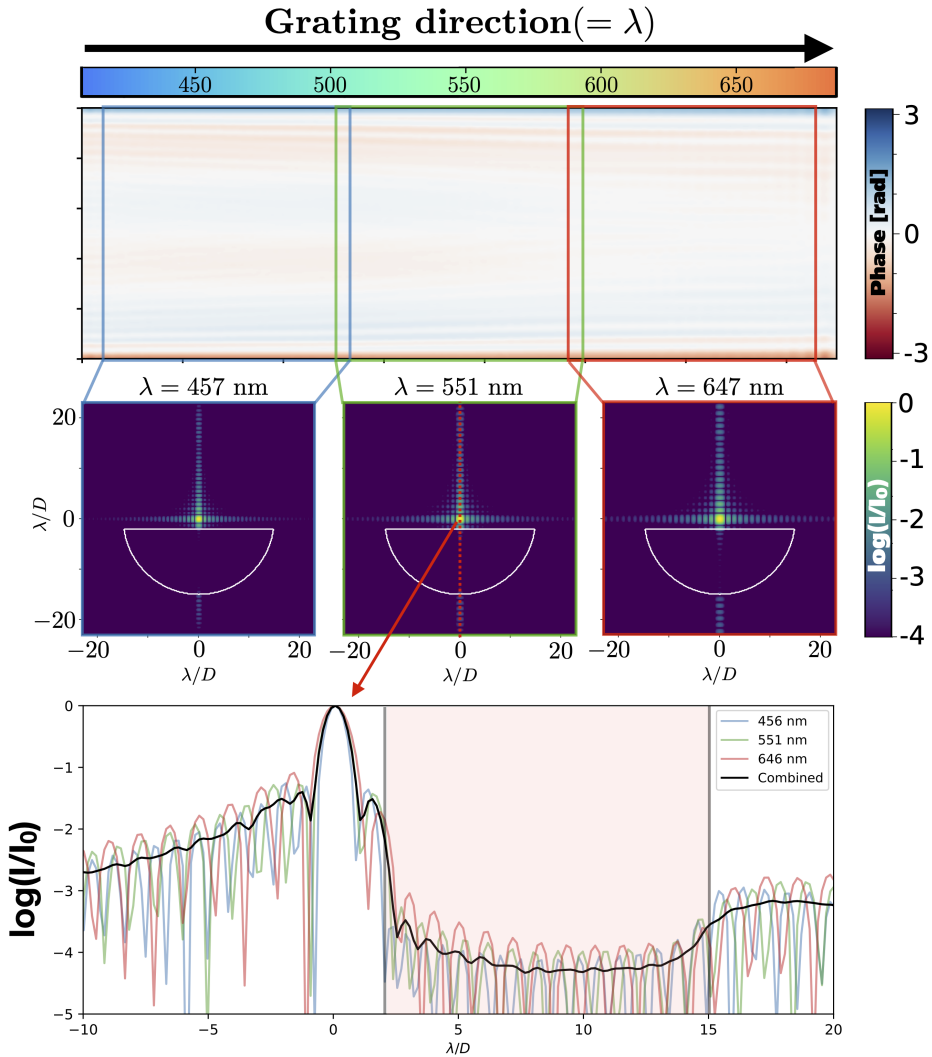 Grating direction(= λ)
450 500 550 600 650
3
0
-3
Phase [rad]
λ = 457 nm λ = 551 nm λ = 647 nm
20
0
−20
λ/D
−20 0 20 −20 0 20 −20 0 20
λ/D λ/D λ/D
0
-1
-2
-3
-4
log(I/I₀)
0
−1
−2
−3
−4
−5
log(I/I₀)
456 nm
551 nm
646 nm
Combined
−10 −5 0 5 10 15 20
λ/D